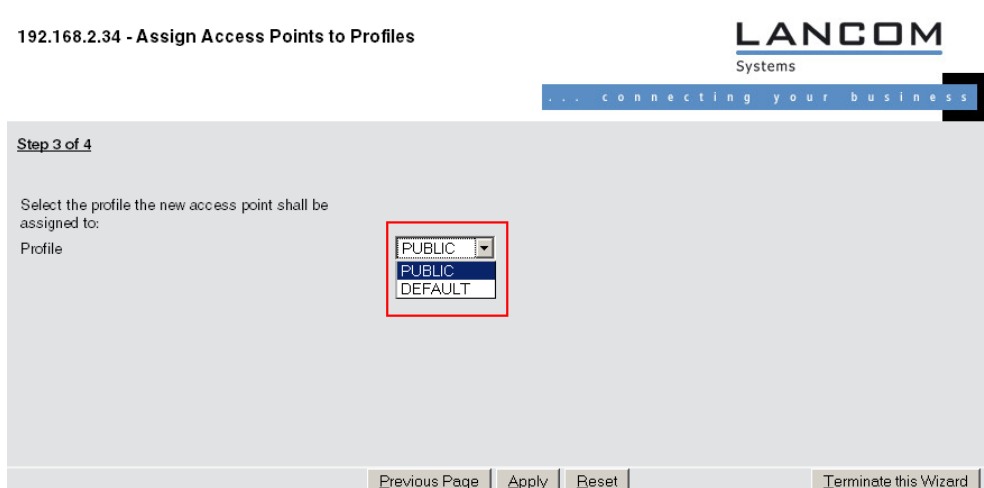 192.168.2.34 - Assign Access Points to Profiles
LANCOM
Systems
... connecting your business
Step 3 of 4
Select the profile the new access point shall be
assigned to:
Profile
PUBLIC
PUBLIC
DEFAULT
Previous Page Apply Reset Terminate this Wizard